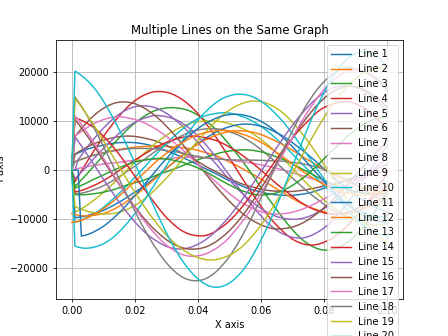 Multiple Lines on the Same Graph
20000
10000
0
−10000
−20000
0.00
0.02
0.04
0.06
X axis
Line 1
Line 2
Line 3
Line 4
Line 5
Line 6
Line 7
Line 8
Line 9
Line 10
Line 11
Line 12
Line 13
Line 14
Line 15
Line 16
Line 17
Line 18
Line 19
Line 20